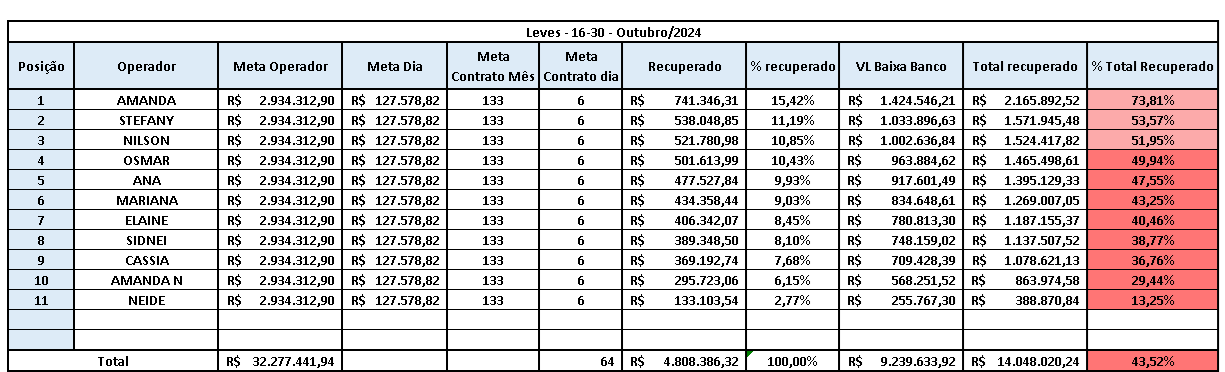 Leves - 16-30 - Outubro/2024
Posição Operador Meta Operador Meta Dia Meta Contrato Mês Meta Contrato dia Recuperado % recuperado VL Baixa Banco Total recuperado % Total Recuperado
1 AMANDA R$ 2.934.312,90 R$ 127.578,82 133 6 R$ 741.346,31 15,42% R$ 1.424.546,21 R$ 2.165.892,52 73,81%
2 STEFANY R$ 2.934.312,90 R$ 127.578,82 133 6 R$ 538.048,85 11,19% R$ 1.033.896,63 R$ 1.571.945,48 53,57%
3 NILSON R$ 2.934.312,90 R$ 127.578,82 133 6 R$ 521.780,98 10,85% R$ 1.002.636,84 R$ 1.524.417,82 51,95%
4 OSMAR R$ 2.934.312,90 R$ 127.578,82 133 6 R$ 501.613,99 10,43% R$ 963.884,62 R$ 1.465.498,61 49,94%
5 ANA R$ 2.934.312,90 R$ 127.578,82 133 6 R$ 477.527,84 9,93% R$ 917.601,49 R$ 1.395.129,33 47,55%
6 MARIANA R$ 2.934.312,90 R$ 127.578,82 133 6 R$ 434.358,44 9,03% R$ 834.648,61 R$ 1.269.007,05 43,25%
7 ELAINE R$ 2.934.312,90 R$ 127.578,82 133 6 R$ 406.342,07 8,45% R$ 780.813,30 R$ 1.187.155,37 40,46%
8 SIDNEI R$ 2.934.312,90 R$ 127.578,82 133 6 R$ 389.348,50 8,10% R$ 748.159,02 R$ 1.137.507,52 38,77%
9 CASSIA R$ 2.934.312,90 R$ 127.578,82 133 6 R$ 369.192,74 7,68% R$ 709.428,39 R$ 1.078.621,13 36,76%
10 AMANDA N R$ 2.934.312,90 R$ 127.578,82 133 6 R$ 295.723,06 6,15% R$ 568.251,52 R$ 863.974,58 29,44%
11 NEIDE R$ 2.934.312,90 R$ 127.578,82 133 6 R$ 133.103,54 2,77% R$ 255.767,30 R$ 388.870,84 13,25%
Total R$ 32.277.441,94 64 R$ 4.808.386,32 100,00% R$ 9.239.633,92 R$ 14.048.020,24 43,52%